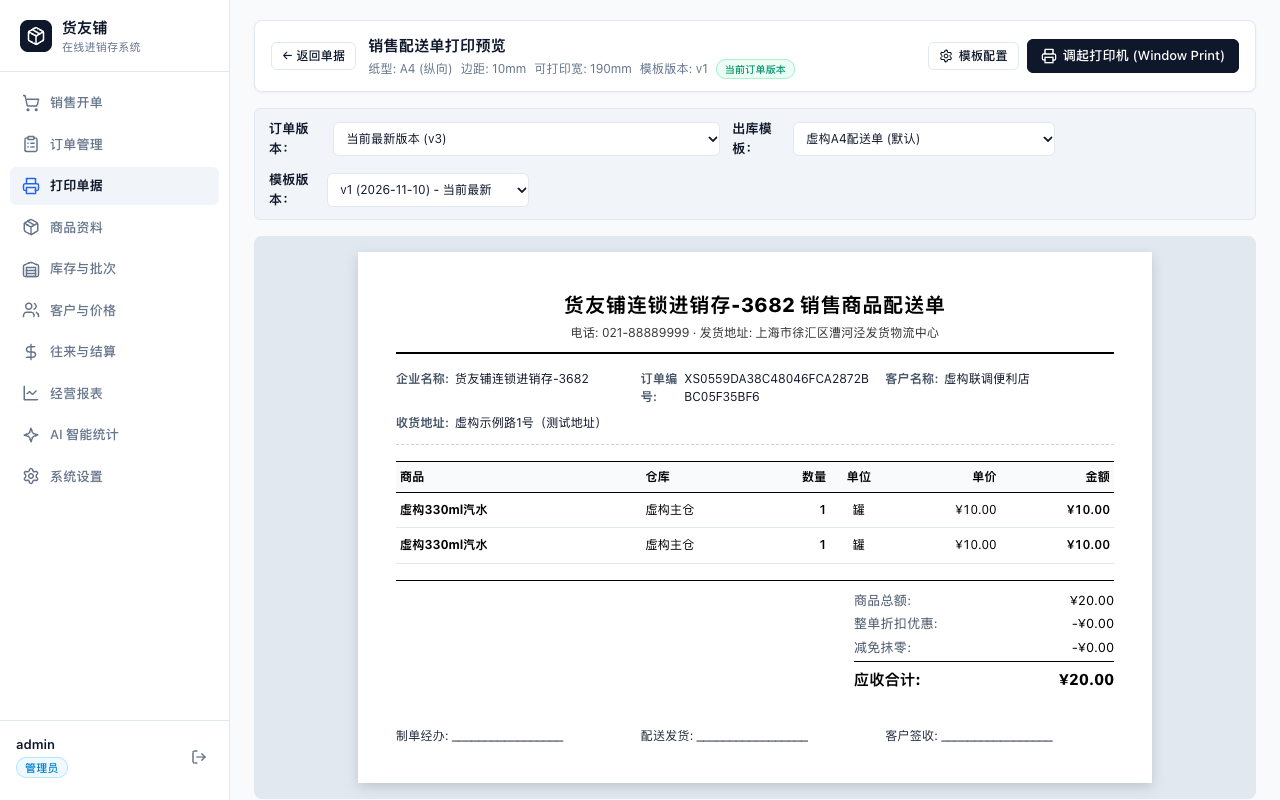 货友铺
在线进销存系统
销售开单
订单管理
打印单据
商品资料
库存与批次
客户与价格
往来与结算
经营报表
AI 智能统计
系统设置
admin
管理员
← 返回单据
销售配送单打印预览
纸型: A4 (纵向) 边距: 10mm 可打印宽: 190mm 模板版本: v1 当前订单版本
模板配置
调起打印机 (Window Print)
订单版本:
当前最新版本 (v3)
出库模板:
虚构A4配送单 (默认)
模板版本:
v1 (2026-11-10) - 当前最新
货友铺连锁进销存-3682 销售商品配送单
电话: 021-88889999 · 发货地址: 上海市徐汇区漕河泾发货物流中心
企业名称: 货友铺连锁进销存-3682
订单编号: XS0559DA38C48046FCA2872BBC05F35BF6
客户名称: 虚构联调便利店
收货地址: 虚构示例路1号（测试地址）
商品 仓库 数量 单位 单价 金额
虚构330ml汽水 虚构主仓 1 罐 ¥10.00 ¥10.00
虚构330ml汽水 虚构主仓 1 罐 ¥10.00 ¥10.00
商品总额: ¥20.00
整单折扣优惠: -¥0.00
减免抹零: -¥0.00
应收合计: ¥20.00
制单经办: ________________ 配送发货: ________________ 客户签收: ________________